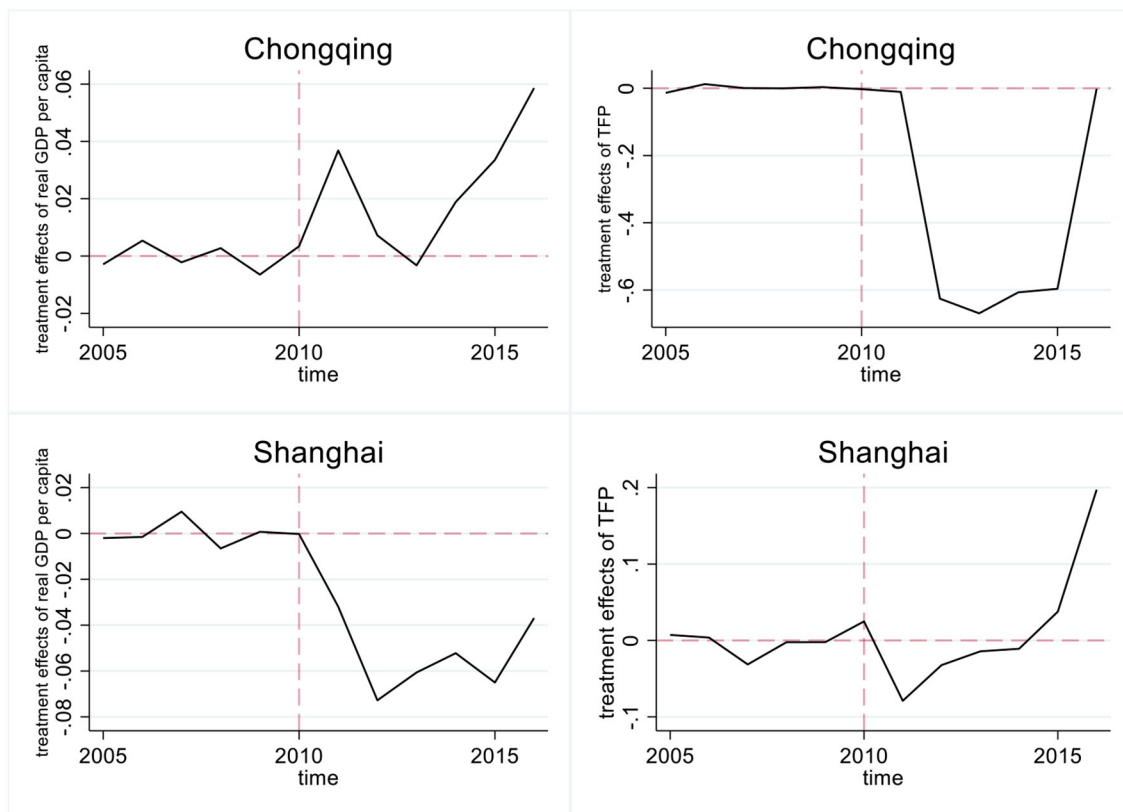 Chongqing
treatment effects of real GDP per capita
.06
.04
.02
0
-.02
2005 2010 2015
time
Chongqing
treatment effects of TFP
0
-.2
-.4
-.6
2005 2010 2015
time
Shanghai
treatment effects of real GDP per capita
.02
0
-.02
-.04
-.06
-.08
2005 2010 2015
time
Shanghai
treatment effects of TFP
.2
.1
0
-.1
2005 2010 2015
time